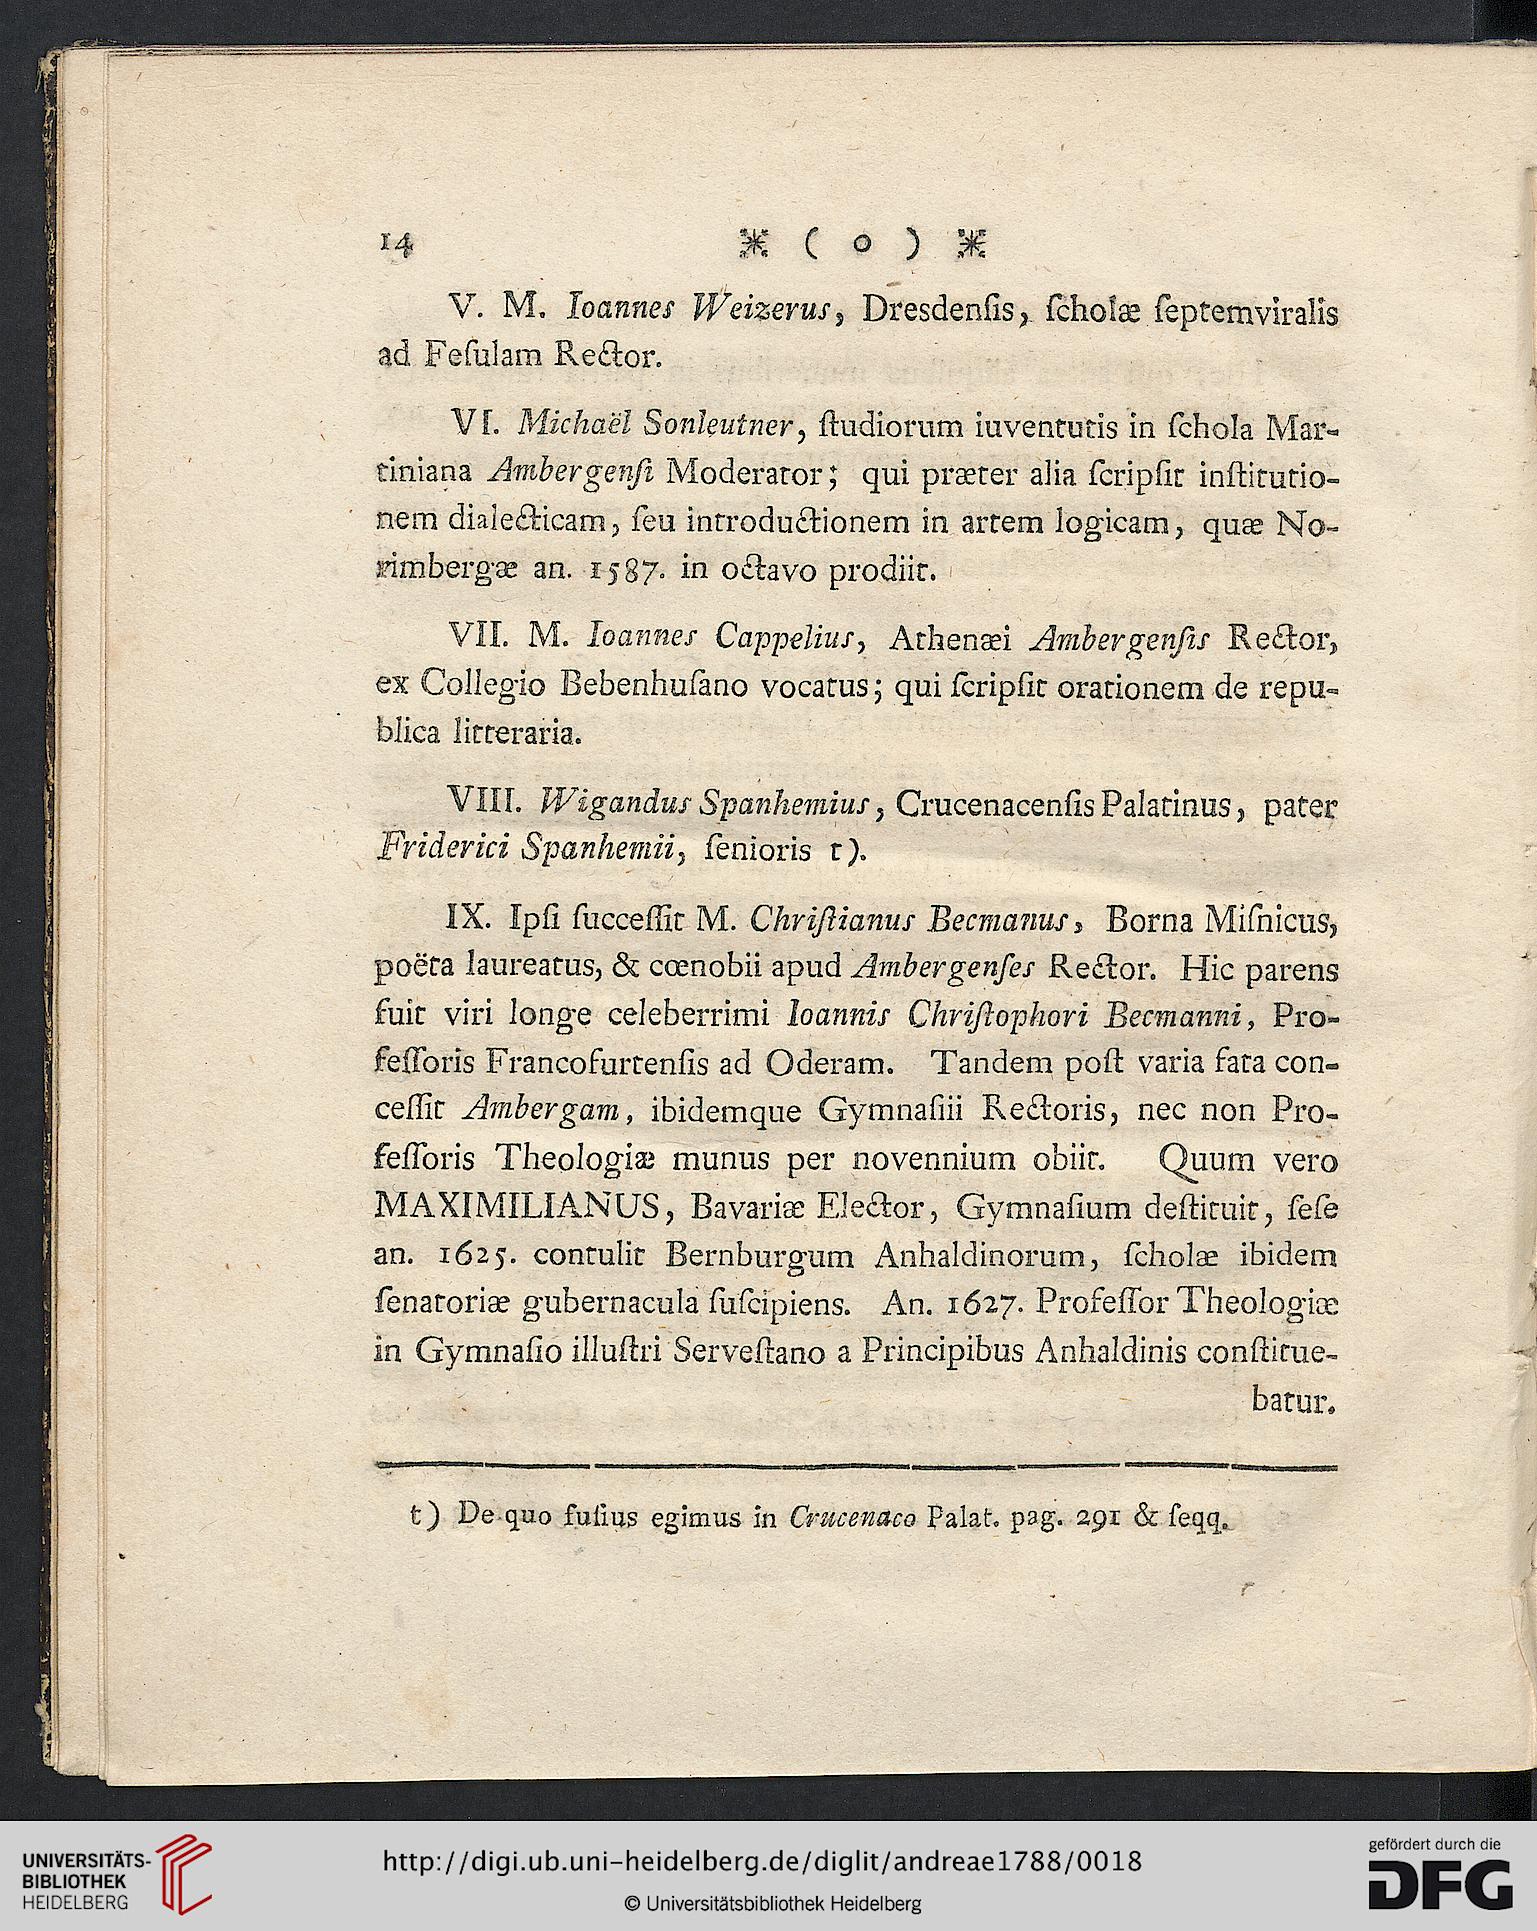 14 ※ ( o ) ※
V. M. Ioannes Weizerus, Dresdenſis, ſcholæ ſeptemviralis
ad Feſulam Rector.
VI. Michaël Sonleutner, ſtudiorum iuventutis in ſchola Mar-
tiniana Ambergenſi Moderator; qui præter alia ſcripſit inſtitutio-
nem dialecticam, ſeu introductionem in artem logicam, quæ No-
rimbergæ an. 1587. in octavo prodiit.
VII. M. Ioannes Cappelius, Athenæi Ambergenſis Rector,
ex Collegio Bebenhuſano vocatus; qui ſcripſit orationem de repu-
blica litteraria.
VIII. Wigandus Spanhemius, Crucenacenſis Palatinus, pater
Friderici Spanhemii, ſenioris t).
IX. Ipſi ſucceſſit M. Chriſtianus Becmanus, Borna Miſnicus,
poëta laureatus, & cœnobii apud Ambergenſes Rector. Hic parens
fuit viri longe celeberrimi Ioannis Chriſtophori Becmanni, Pro-
feſſoris Francofurtenſis ad Oderam. Tandem poſt varia fata con-
ceſſit Ambergam, ibidemque Gymnaſiii Rectoris, nec non Pro-
feſſoris Theologiæ munus per novennium obiit. Quum vero
MAXIMILIANUS, Bavariæ Elector, Gymnaſium deſtituit, ſeſe
an. 1625. contulit Bernburgum Anhaldinorum, ſcholæ ibidem
ſenatoriæ gubernacula ſuſcipiens. An. 1627. Profeſſor Theologiæ
in Gymnaſio illuſtri Serveſtano a Principibus Anhaldinis conſtitue-
batur.
t) De quo fuſius egimus in Crucenaco Palat. pag. 291 & ſeqq.
UNIVERSITÄTS-
BIBLIOTHEK
HEIDELBERG
http://digi.ub.uni-heidelberg.de/diglit/andreae1788/0018
© Universitätsbibliothek Heidelberg
gefördert durch die
DFG